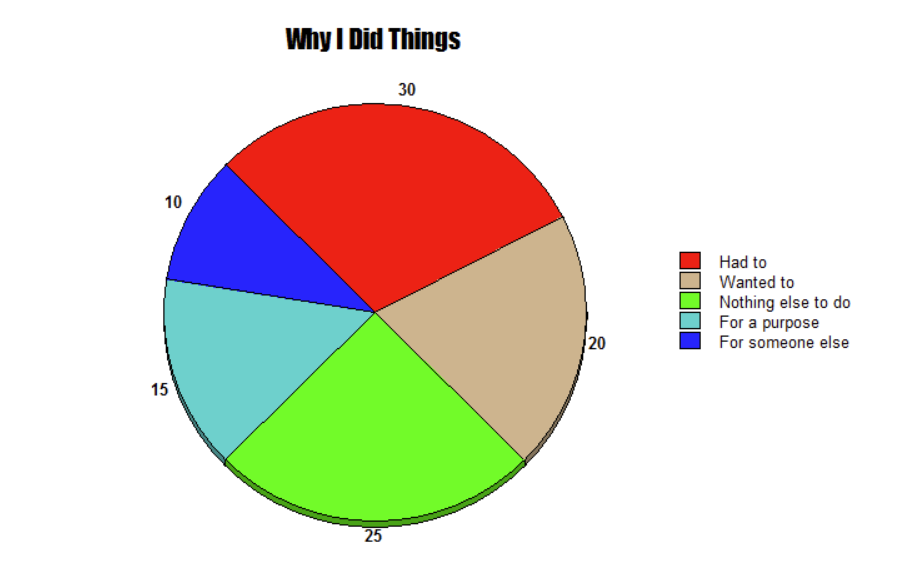 Why I Did Things
30
10
20
15
25
Had to
Wanted to
Nothing else to do
For a purpose
For someone else